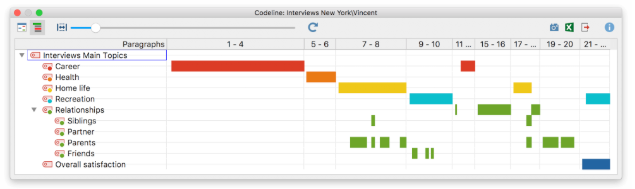 Codeline: Interviews New York\Vincent
Paragraphs 1 - 4 5 - 6 7 - 8 9 - 10 11 ... 15 - 16 17 - ... 19 - 20 21 - ...
Interviews Main Topics
Career
Health
Home life
Recreation
Relationships
Siblings
Partner
Parents
Friends
Overall satisfaction